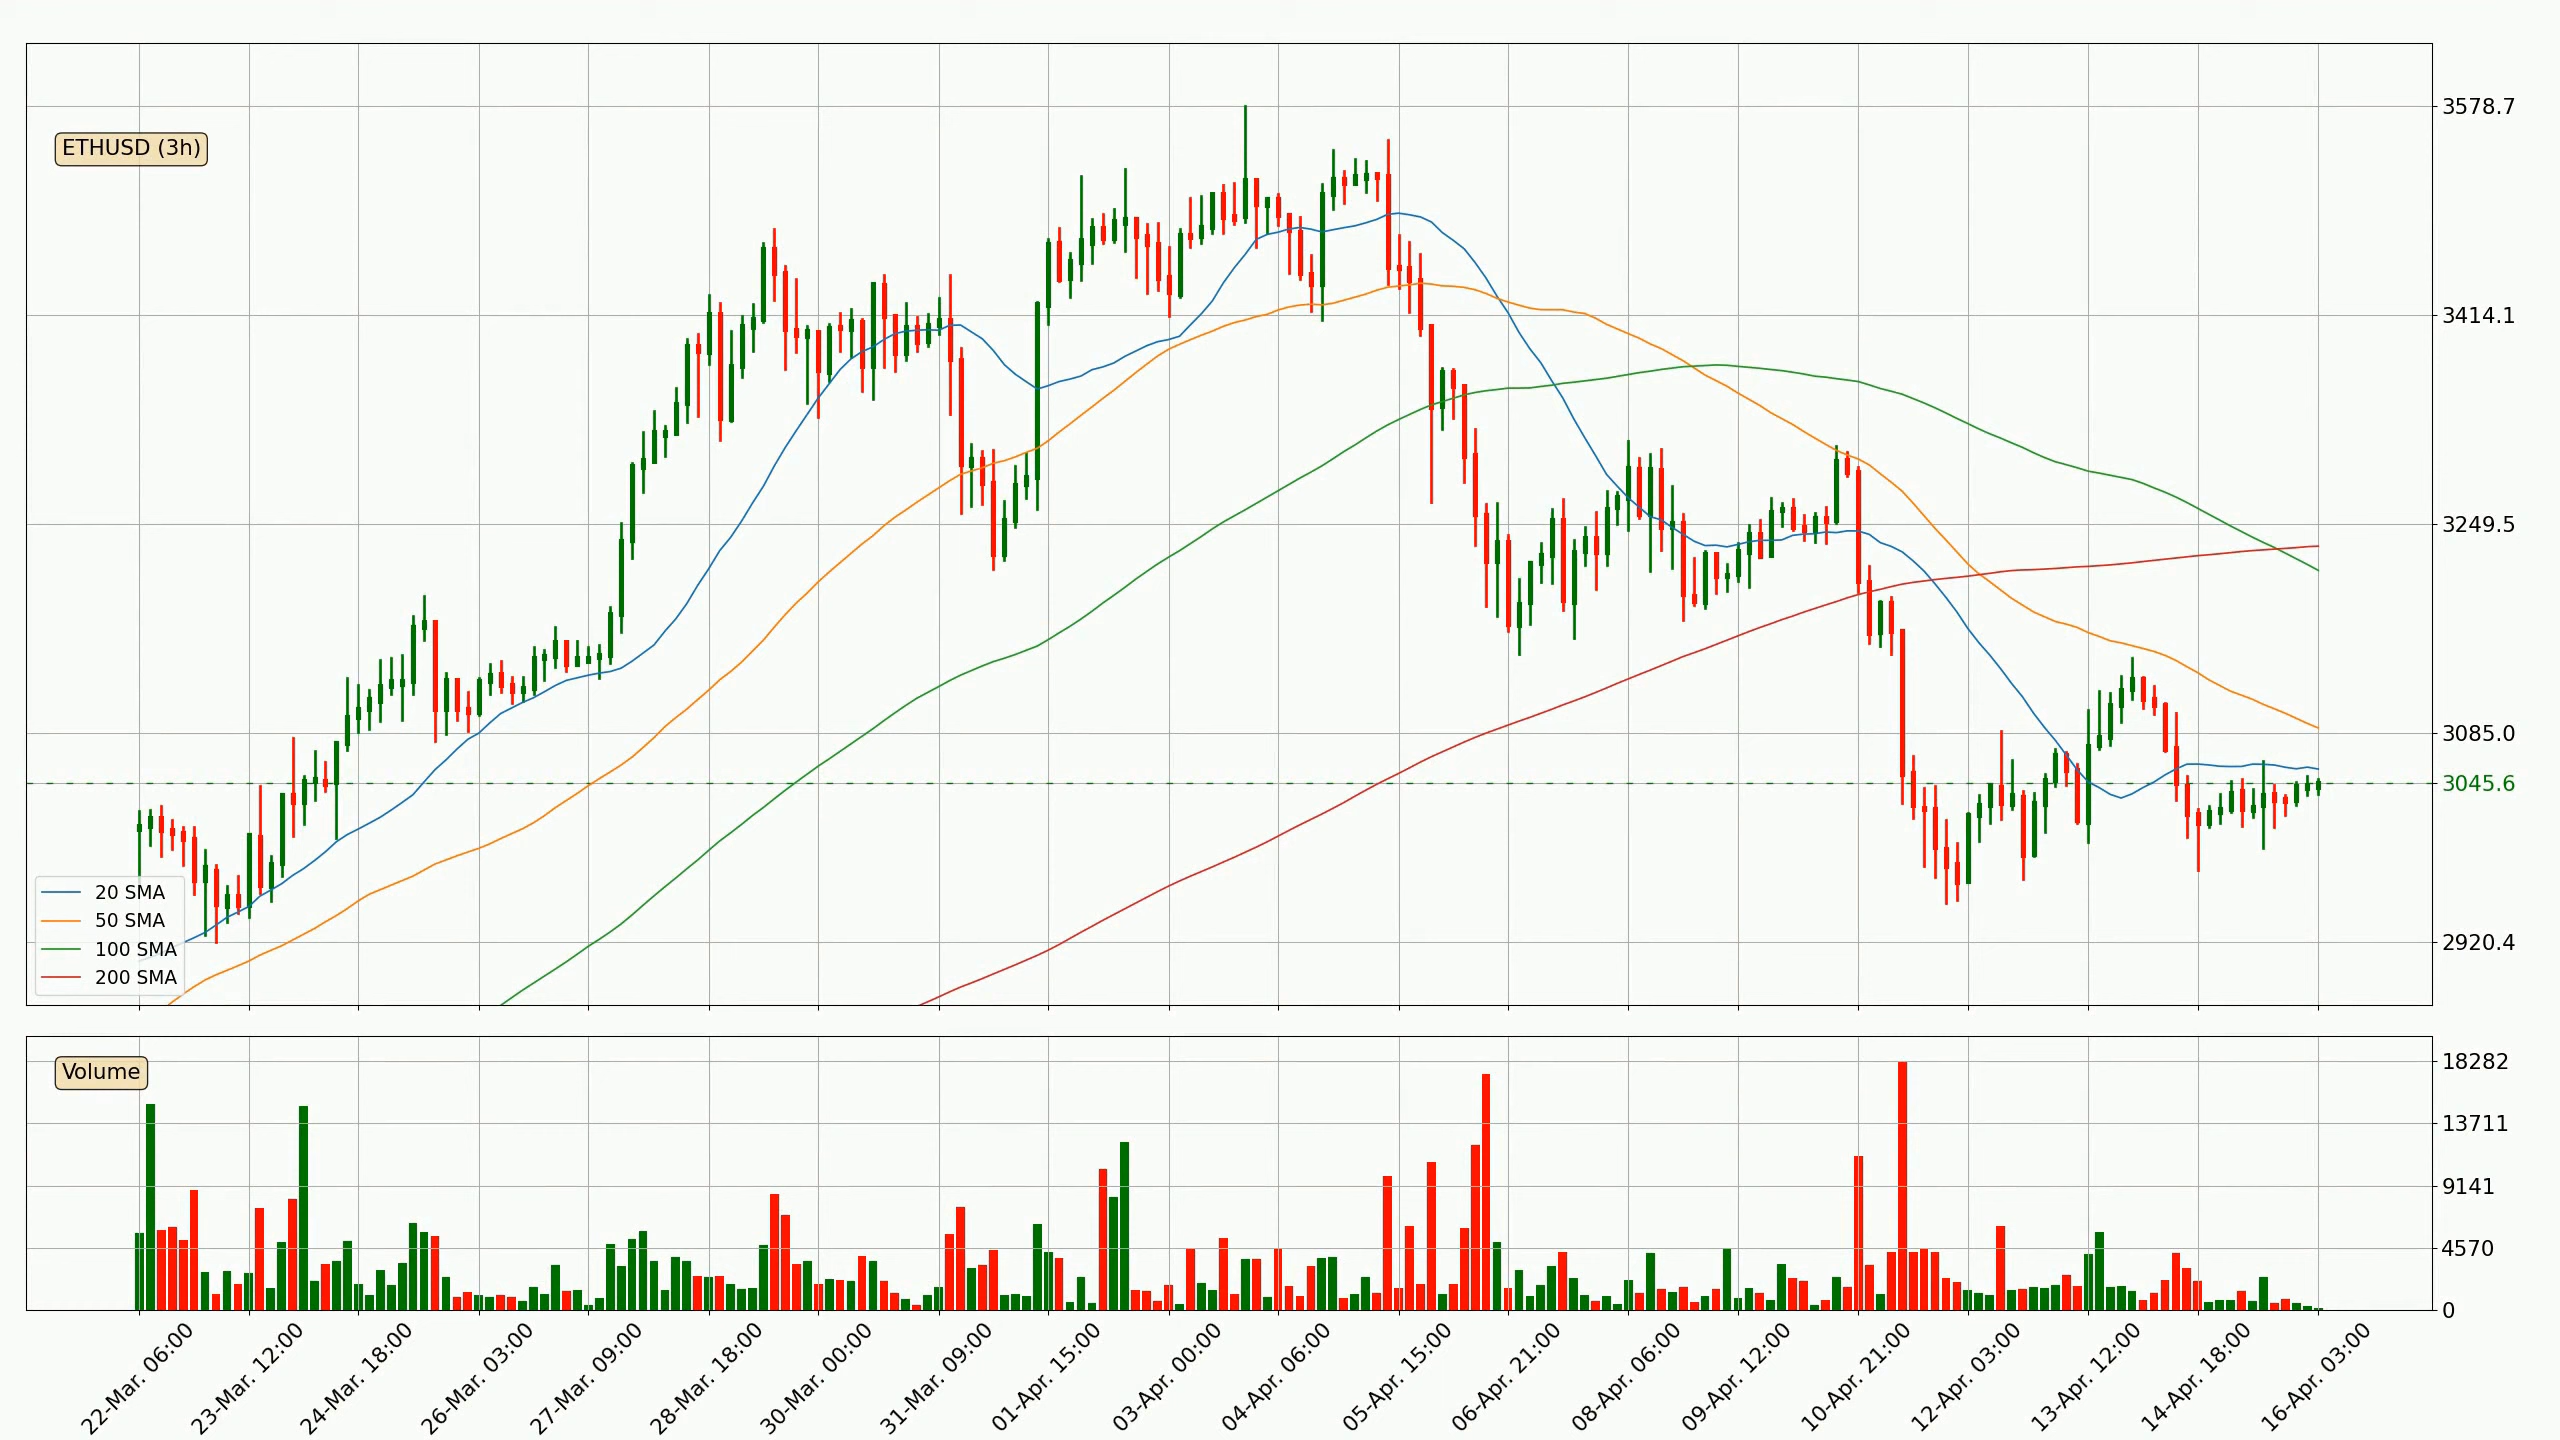 ETHUSD (3h)
3578.7
3414.1
3249.5
3085.0
3045.6
2920.4
20 SMA
50 SMA
100 SMA
200 SMA
Volume
18282
13711
9141
4570
0
22-Mar. 06:00
23-Mar. 12:00
24-Mar. 18:00
26-Mar. 03:00
27-Mar. 09:00
28-Mar. 18:00
30-Mar. 00:00
31-Mar. 09:00
01-Apr. 15:00
03-Apr. 00:00
04-Apr. 06:00
05-Apr. 15:00
06-Apr. 21:00
08-Apr. 06:00
09-Apr. 12:00
10-Apr. 21:00
12-Apr. 03:00
13-Apr. 12:00
14-Apr. 18:00
16-Apr. 03:00